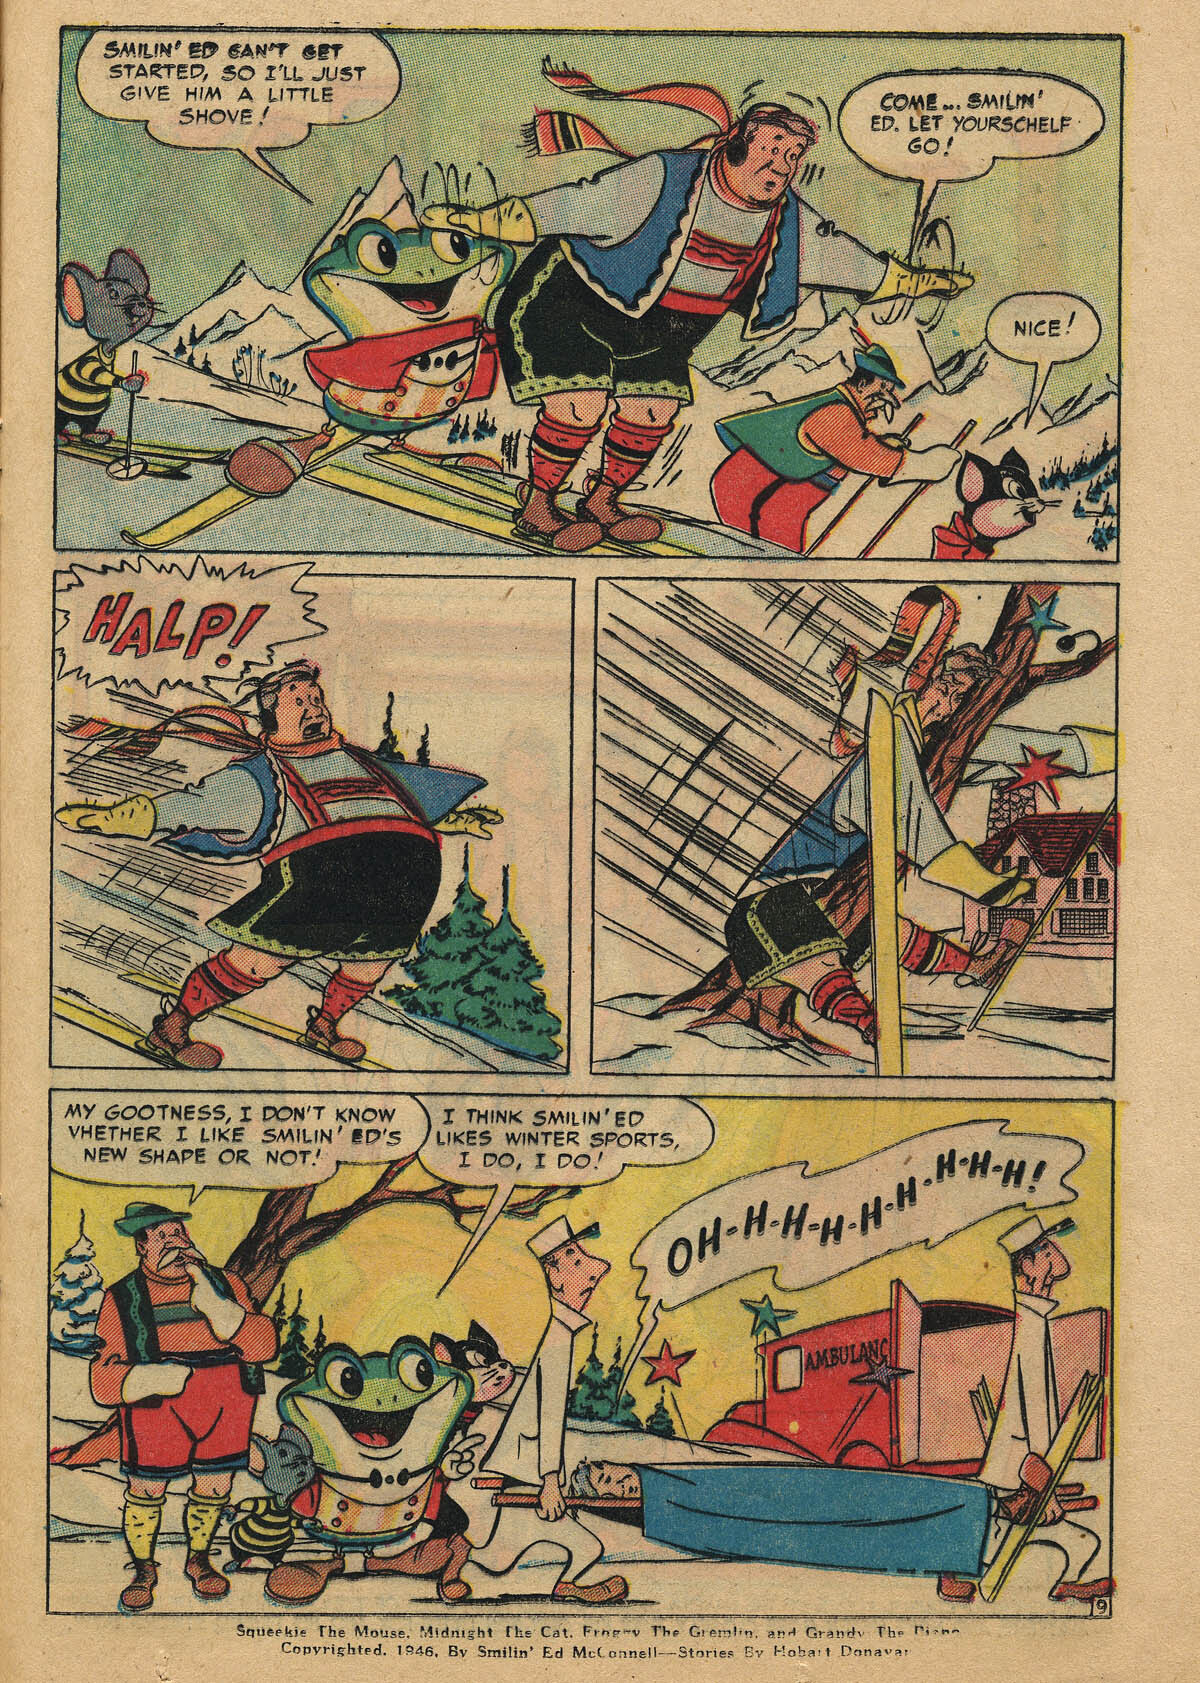 SMILIN' ED CAN'T GET
STARTED, SO I'LL JUST
GIVE HIM A LITTLE
SHOVE!
COME... SMILIN'
ED. LET YOURSCHELF
GO!
NICE!
HALP!
MY GOOTNESS, I DON'T KNOW
VHETHER I LIKE SMILIN' ED'S
NEW SHAPE OR NOT!
I THINK SMILIN' ED
LIKES WINTER SPORTS,
I DO, I DO!
OH-H-H-H-H-H-H-H-H!
AMBULANC
9
Squeekie The Mouse, Midnight The Cat, Froggy The Gremlin, and Grandy The Piano
Copyrighted, 1946, By Smilin' Ed McConnell—Stories By Hobart Donavan